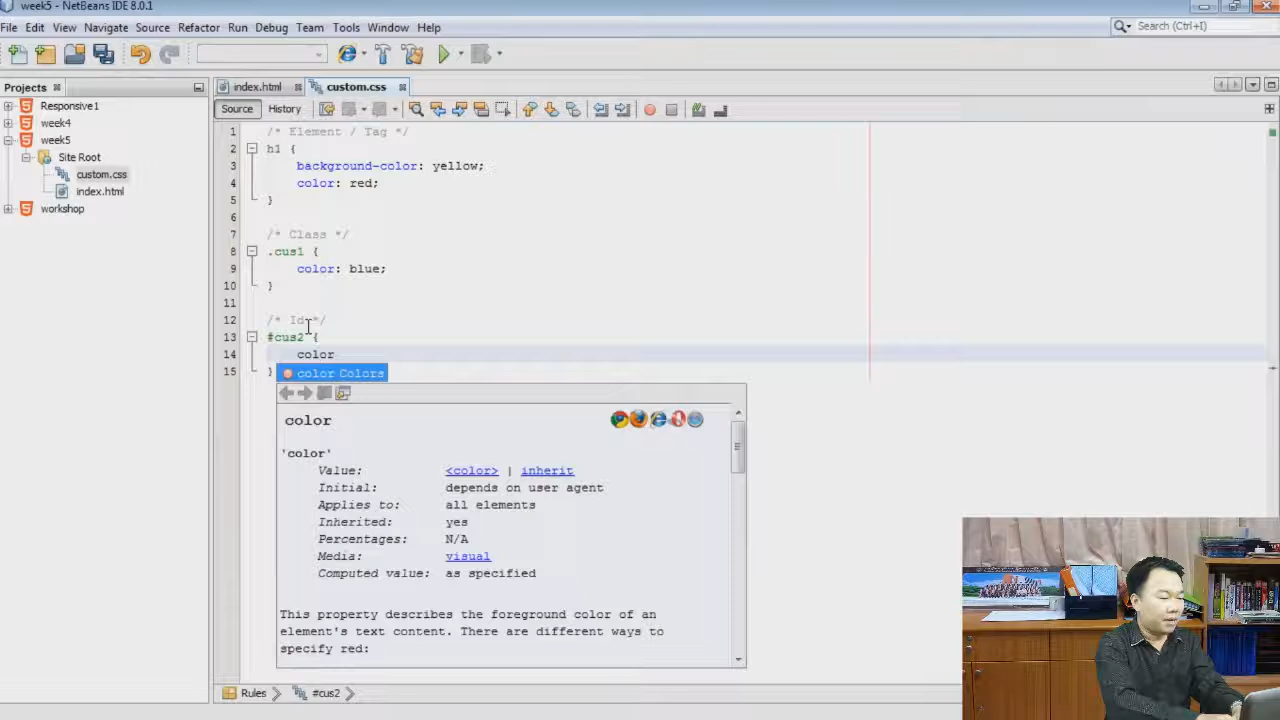 week5 - NetBeans IDE 8.0.1
File Edit View Navigate Source Refactor Run Debug Team Tools Window Help
Search (Ctrl+I)
Projects
index.html
custom.css
Responsive1
week4
week5
Site Root
custom.css
index.html
workshop
Source History
1 /* Element / Tag */
2 h1 {
3 background-color: yellow;
4 color: red;
5 }
6
7 /* Class */
8 .cus1 {
9 color: blue;
10 }
11
12 /* Id */
13 #cus2 {
14 color
15 }
color Colors
color
'color'
Value: <color> | inherit
Initial: depends on user agent
Applies to: all elements
Inherited: yes
Percentages: N/A
Media: visual
Computed value: as specified
This property describes the foreground color of an
element's text content. There are different ways to
specify red:
Rules #cus2